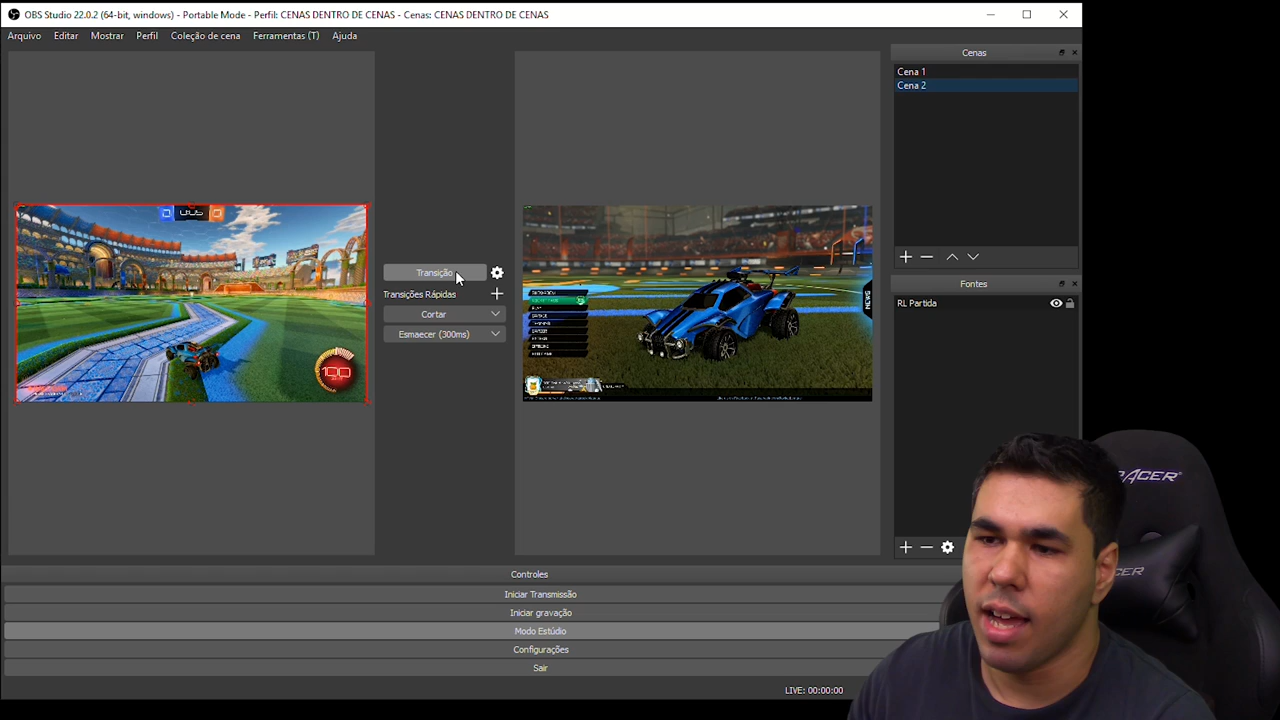 OBS Studio 22.0.2 (64-bit, windows) - Portable Mode - Perfil: CENAS DENTRO DE CENAS - Cenas: CENAS DENTRO DE CENAS
Arquivo Editar Mostrar Perfil Coleção de cena Ferramentas (T) Ajuda
Cenas
Cena 1
Cena 2
Transição
Transições Rápidas
Cortar
Esmaecer (300ms)
100
NEWS
Fontes
RL Partida
Controles
Iniciar Transmissão
Iniciar gravação
Modo Estúdio
Configurações
Sair
LIVE: 00:00:00